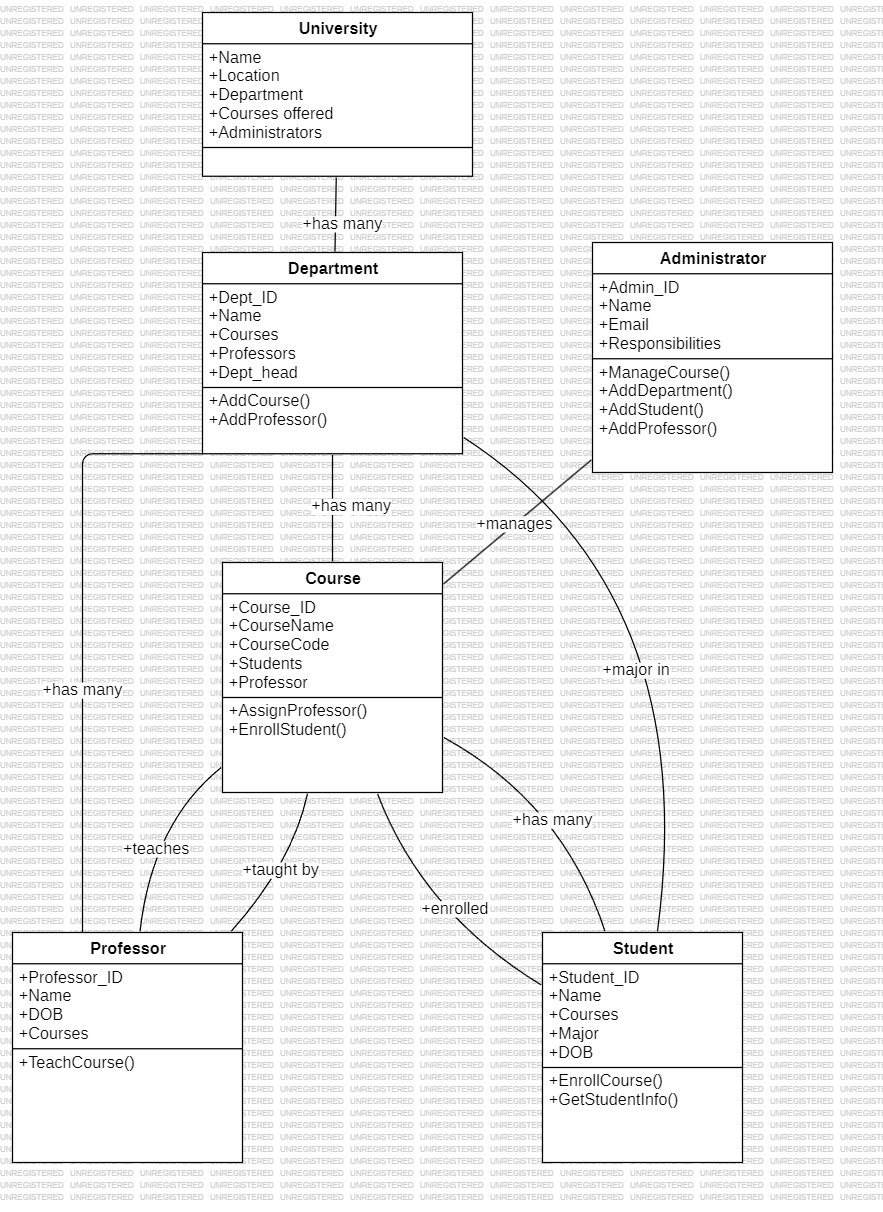 University
+Name
+Location
+Department
+Courses offered
+Administrators
+has many
Department
+Dept_ID
+Name
+Courses
+Professors
+Dept_head
+AddCourse()
+AddProfessor()
Administrator
+Admin_ID
+Name
+Email
+Responsibilities
+ManageCourse()
+AddDepartment()
+AddStudent()
+AddProfessor()
+has many
+manages
Course
+Course_ID
+CourseName
+CourseCode
+Students
+Professor
+AssignProfessor()
+EnrollStudent()
+major in
+has many
+has many
+teaches
+taught by
+enrolled
Professor
+Professor_ID
+Name
+DOB
+Courses
+TeachCourse()
Student
+Student_ID
+Name
+Courses
+Major
+DOB
+EnrollCourse()
+GetStudentInfo()
UNREGISTERED